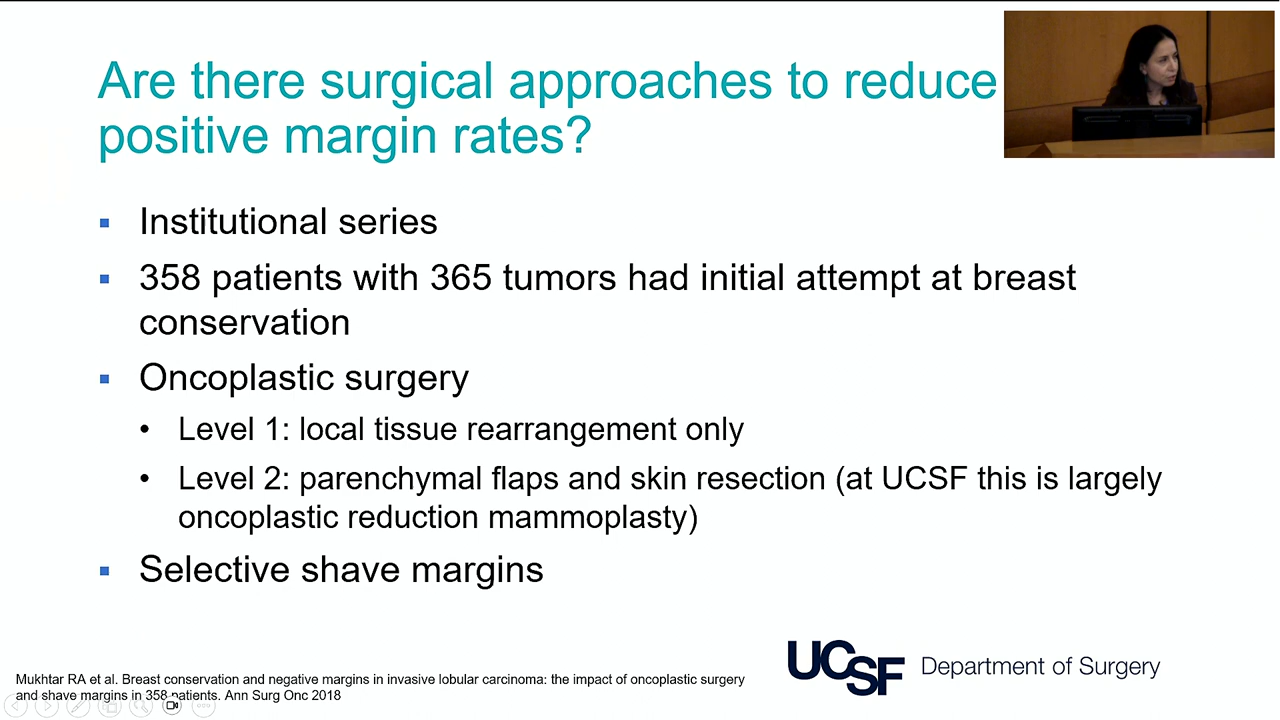 Are there surgical approaches to reduce
positive margin rates?
Institutional series
358 patients with 365 tumors had initial attempt at breast
conservation
Oncoplastic surgery
Level 1: local tissue rearrangement only
Level 2: parenchymal flaps and skin resection (at UCSF this is largely
oncoplastic reduction mammoplasty)
Selective shave margins
UCSF Department of Surgery
Mukhtar RA et al. Breast conservation and negative margins in invasive lobular carcinoma: the impact of oncoplastic surgery
and shave margins in 358 patients. Ann Surg Onc 2018